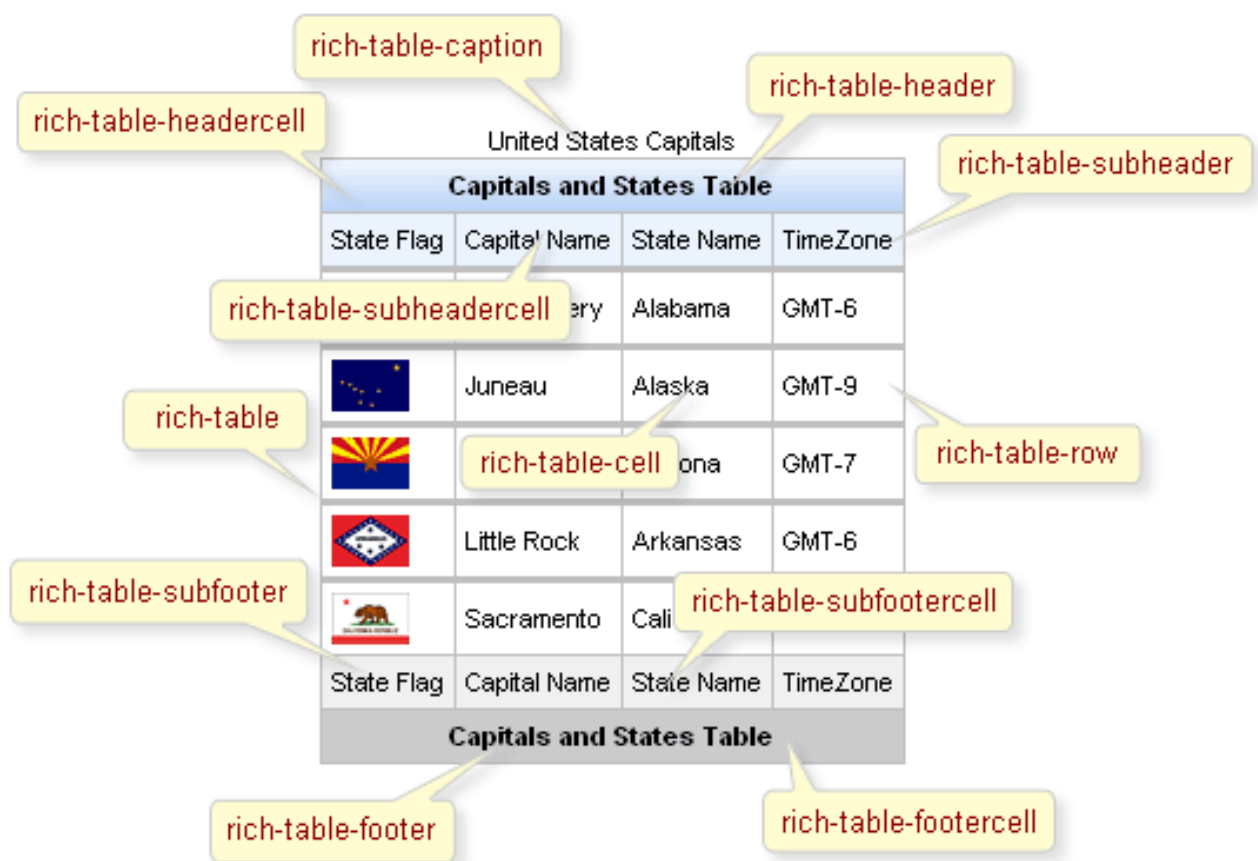 rich-table-caption
rich-table-header
rich-table-headercell
United States Capitals
rich-table-subheader
Capitals and States Table
State Flag Capital Name State Name TimeZone
rich-table-subheadercell
ery Alabama GMT-6
Juneau Alaska GMT-9
rich-table
rich-table-cell
ona GMT-7
rich-table-row
Little Rock Arkansas GMT-6
rich-table-subfooter
rich-table-subfootercell
Sacramento Cali
State Flag Capital Name State Name TimeZone
Capitals and States Table
rich-table-footer
rich-table-footercell